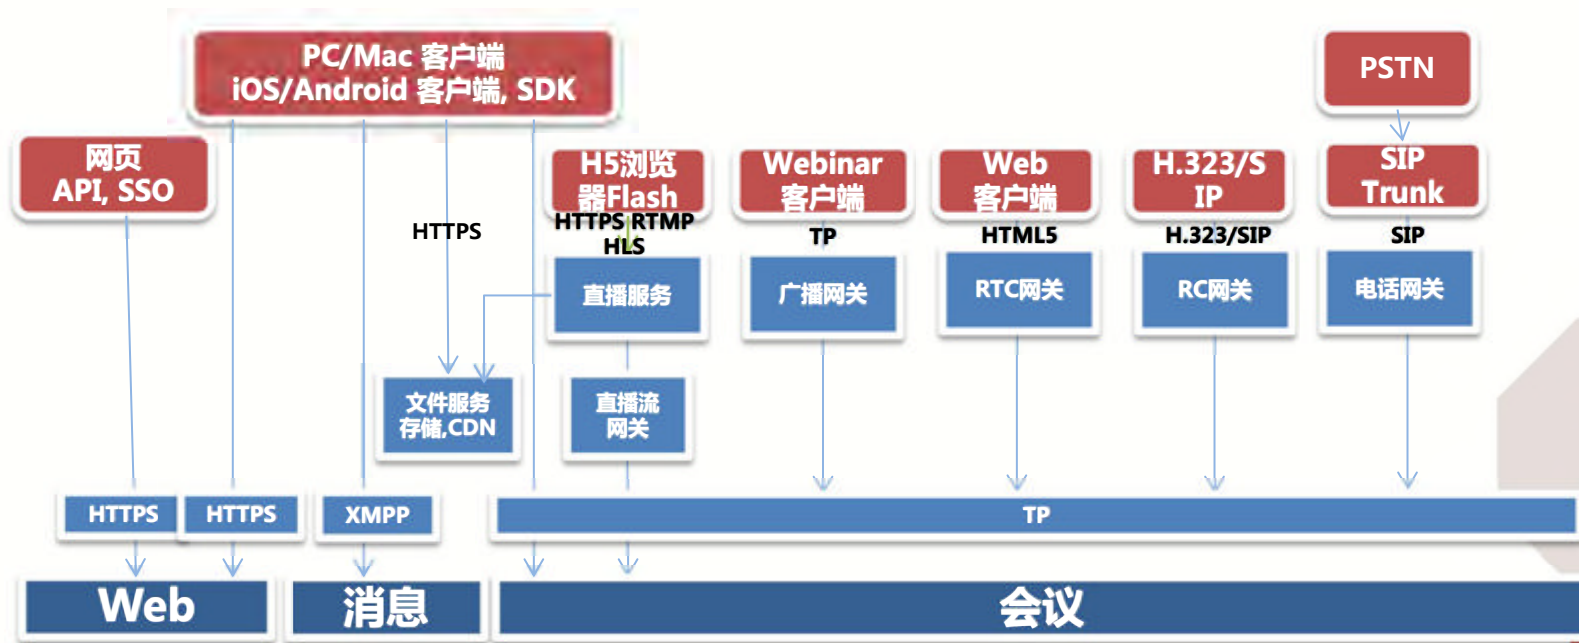 PC/Mac 客户端
iOS/Android 客户端, SDK
PSTN
网页
API, SSO
H5浏览
器Flash
Webinar
客户端
Web
客户端
H.323/S
IP
SIP
Trunk
HTTPS
HTTPS RTMP
HLS
TP
HTML5
H.323/SIP
SIP
直播服务
广播网关
RTC网关
RC网关
电话网关
文件服务
存储,CDN
直播流
网关
HTTPS
HTTPS
XMPP
TP
Web
消息
会议